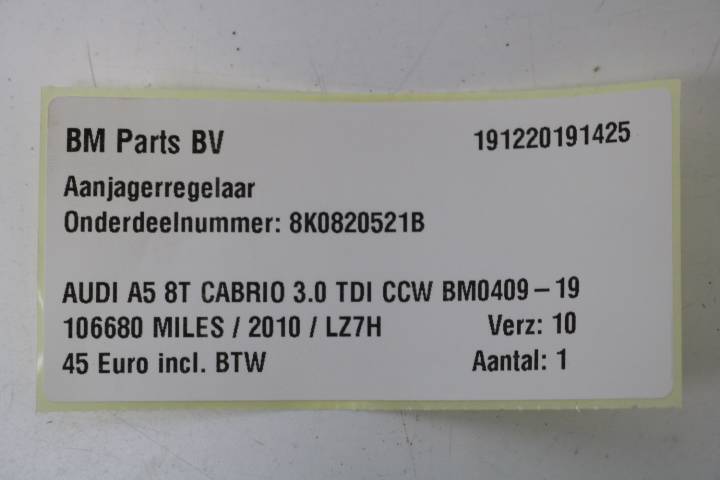 BM Parts BV 191220191425
Aanjagerregelaar
Onderdeelnummer: 8K0820521B
AUDI A5 8T CABRIO 3.0 TDI CCW BM0409-19
106680 MILES / 2010 / LZ7H Verz: 10
45 Euro incl. BTW Aantal: 1